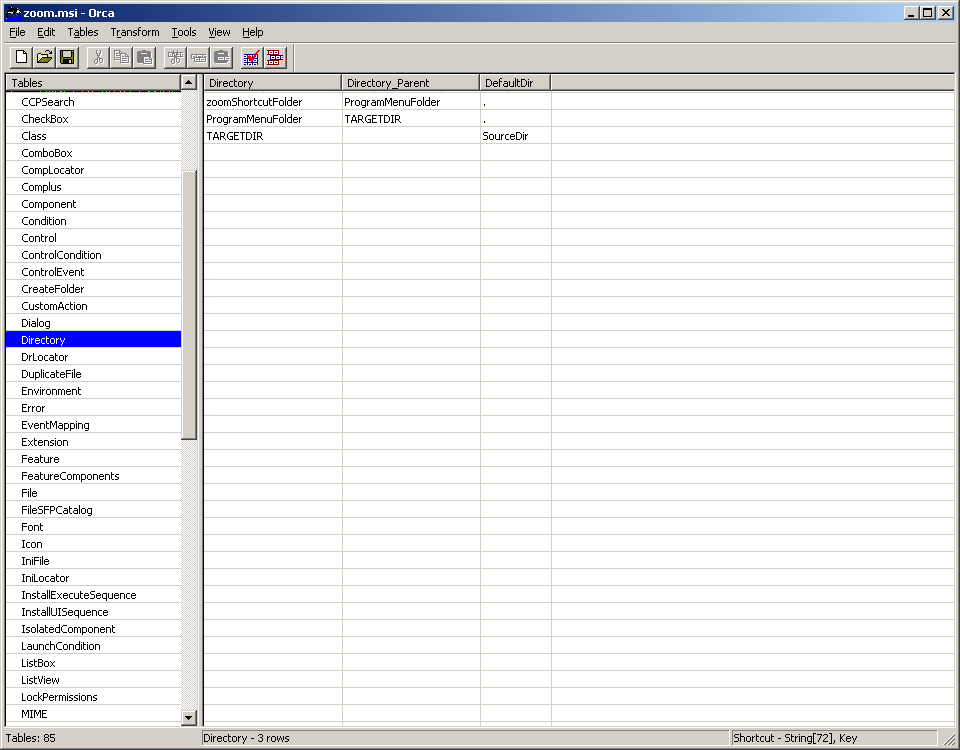 zoom.msi - Orca
File Edit Tables Transform Tools View Help
Tables
CCPSearch
CheckBox
Class
ComboBox
CompLocator
Complus
Component
Condition
Control
ControlCondition
ControlEvent
CreateFolder
CustomAction
Dialog
Directory
DrLocator
DuplicateFile
Environment
Error
EventMapping
Extension
Feature
FeatureComponents
File
FileSFPCatalog
Font
Icon
IniFile
IniLocator
InstallExecuteSequence
InstallUISequence
IsolatedComponent
LaunchCondition
ListBox
ListView
LockPermissions
MIME
Directory Directory_Parent DefaultDir
zoomShortcutFolder ProgramMenuFolder .
ProgramMenuFolder TARGETDIR .
TARGETDIR SourceDir
Tables: 85 Directory - 3 rows Shortcut - String[72], Key